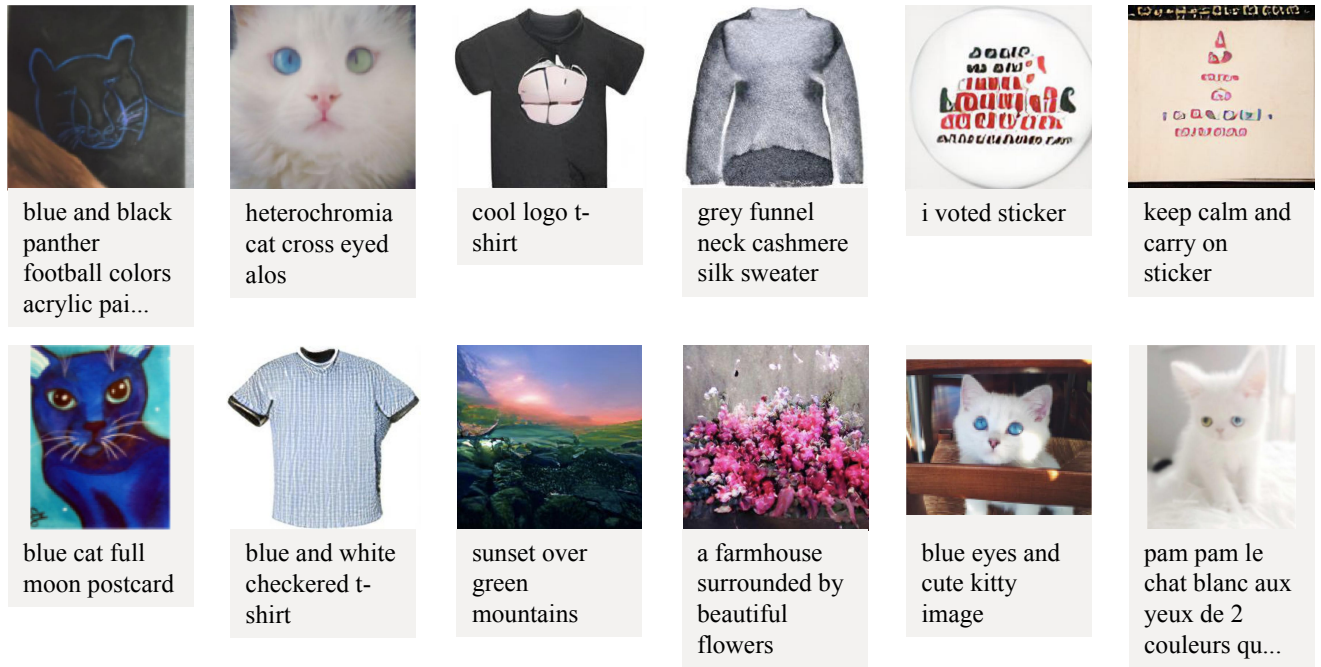 blue and black
panther
football colors
acrylic pai...
heterochromia
cat cross eyed
alos
cool logo t-
shirt
grey funnel
neck cashmere
silk sweater
i voted sticker
keep calm and
carry on
sticker
blue cat full
moon postcard
blue and white
checkered t-
shirt
sunset over
green
mountains
a farmhouse
surrounded by
beautiful
flowers
blue eyes and
cute kitty
image
pam pam le
chat blanc aux
yeux de 2
couleurs qu...